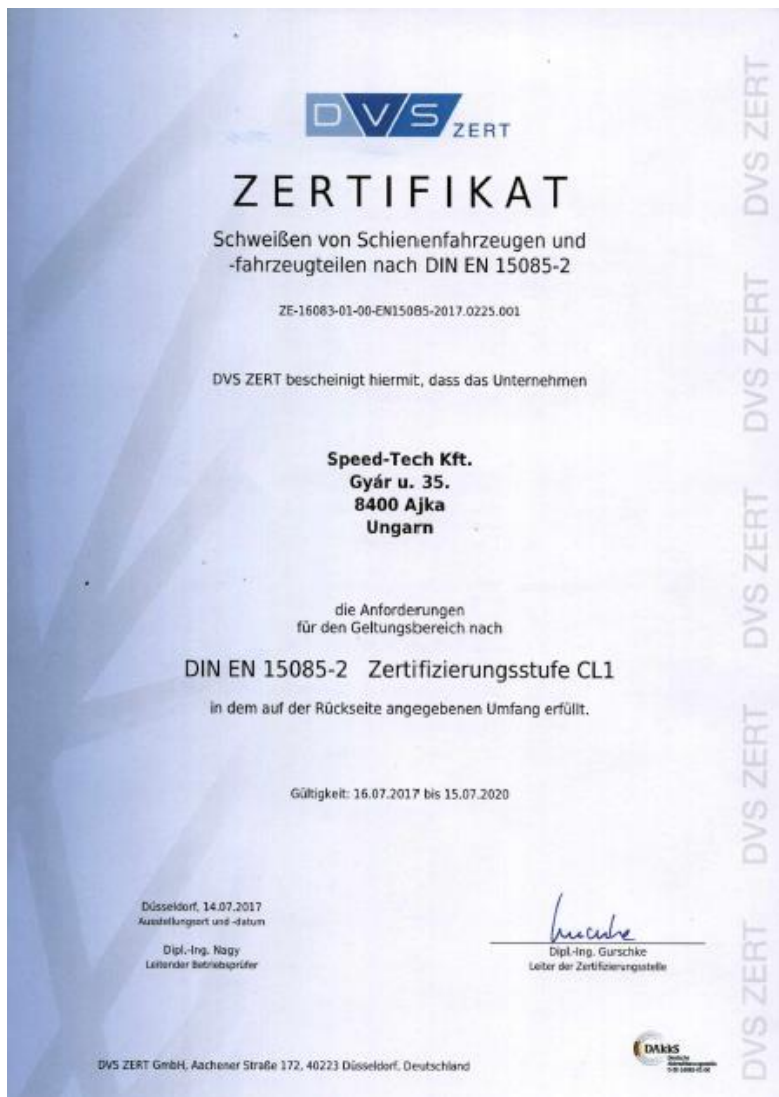 DVS ZERT
ZERTIFIKAT
Schweißen von Schienenfahrzeugen und
-fahrzeugteilen nach DIN EN 15085-2
ZE-16083-01-00-EN15085-2017.0225.001
DVS ZERT bescheinigt hiermit, dass das Unternehmen
Speed-Tech Kft.
Gyár u. 35.
8400 Ajka
Ungarn
die Anforderungen
für den Geltungsbereich nach
DIN EN 15085-2 Zertifizierungsstufe CL1
in dem auf der Rückseite angegebenen Umfang erfüllt.
Gültigkeit: 16.07.2017 bis 15.07.2020
Düsseldorf, 14.07.2017
Ausstellungsort und -datum
Dipl.-Ing. Nagy
Leitender Betriebsprüfer
Dipl.-Ing. Gurschke
Leiter der Zertifizierungsstelle
DAkkS
Deutsche
Akkreditierungsstelle
DVS ZERT GmbH, Aachener Straße 172, 40223 Düsseldorf, Deutschland
DVS ZERT DVS ZERT DVS ZERT DVS ZERT DVS ZERT